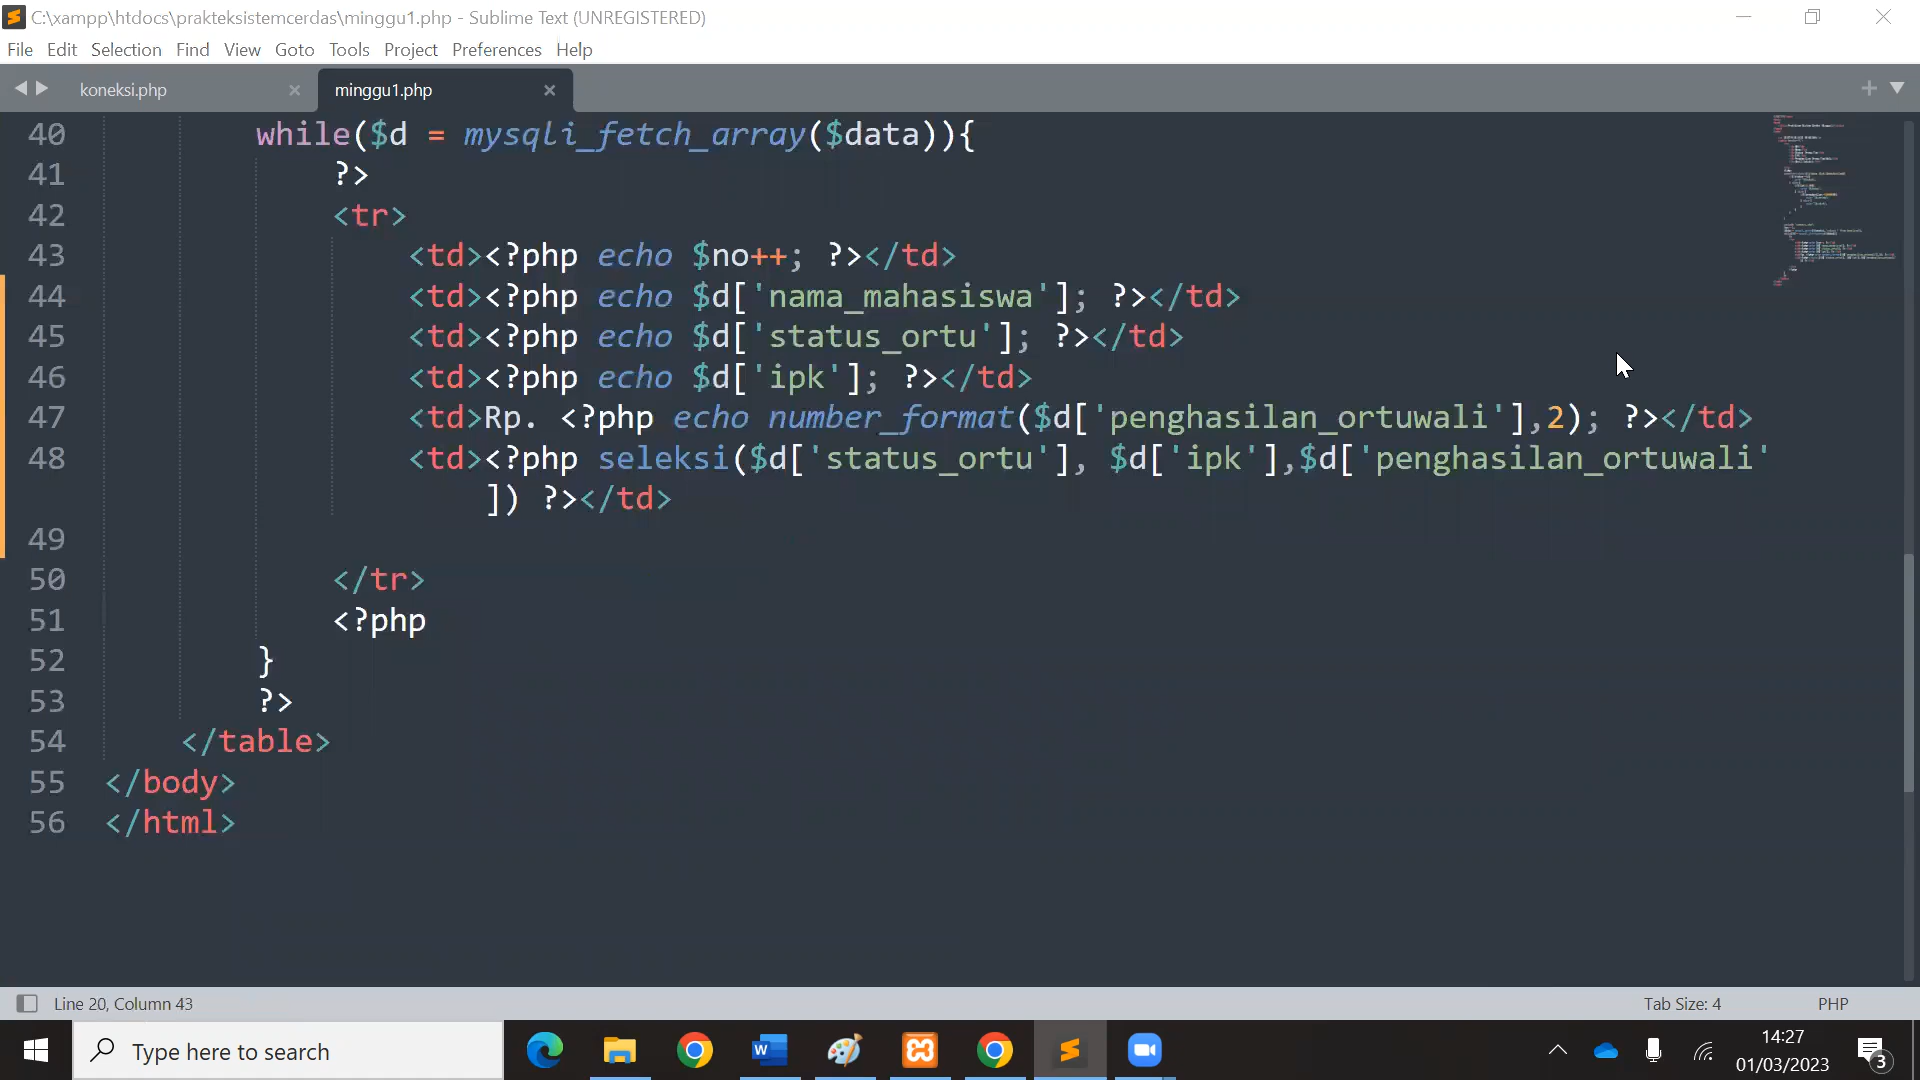 C:\xampp\htdocs\prakteksistemcerdas\minggu1.php - Sublime Text (UNREGISTERED)
File Edit Selection Find View Goto Tools Project Preferences Help
koneksi.php × minggu1.php ×
40 while($d = mysqli_fetch_array($data)){
41 ?>
42 <tr>
43 <td><?php echo $no++; ?></td>
44 <td><?php echo $d['nama_mahasiswa']; ?></td>
45 <td><?php echo $d['status_ortu']; ?></td>
46 <td><?php echo $d['ipk']; ?></td>
47 <td>Rp. <?php echo number_format($d['penghasilan_ortuwali'],2); ?></td>
48 <td><?php seleksi($d['status_ortu'], $d['ipk'],$d['penghasilan_ortuwali'
]) ?></td>
49
50 </tr>
51 <?php
52 }
53 ?>
54 </table>
55 </body>
56 </html>
Line 20, Column 43 Tab Size: 4 PHP
Type here to search
14:27
01/03/2023
3